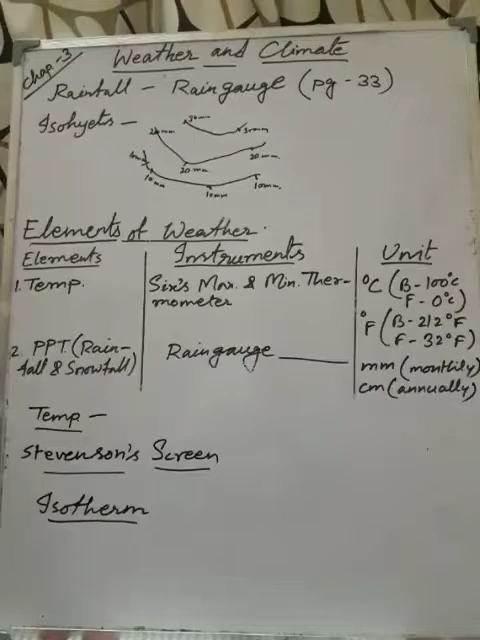 Chap-3
Weather and Climate
Rainfall - Raingauge (pg - 33)
Isohyets -
30mm
20mm
20mm
20mm
10mm
10mm
10mm
Elements of Weather.
Elements Instruments Unit
1. Temp. Six's Max. & Min. Ther-
mometer
°C (B-100°C
F - 0°C)
°F (B-212°F
F - 32°F)
2. PPT. (Rain-
fall & Snowfall)
Raingauge
mm (monthly)
cm (annually)
Temp -
Stevenson's Screen
Isotherm